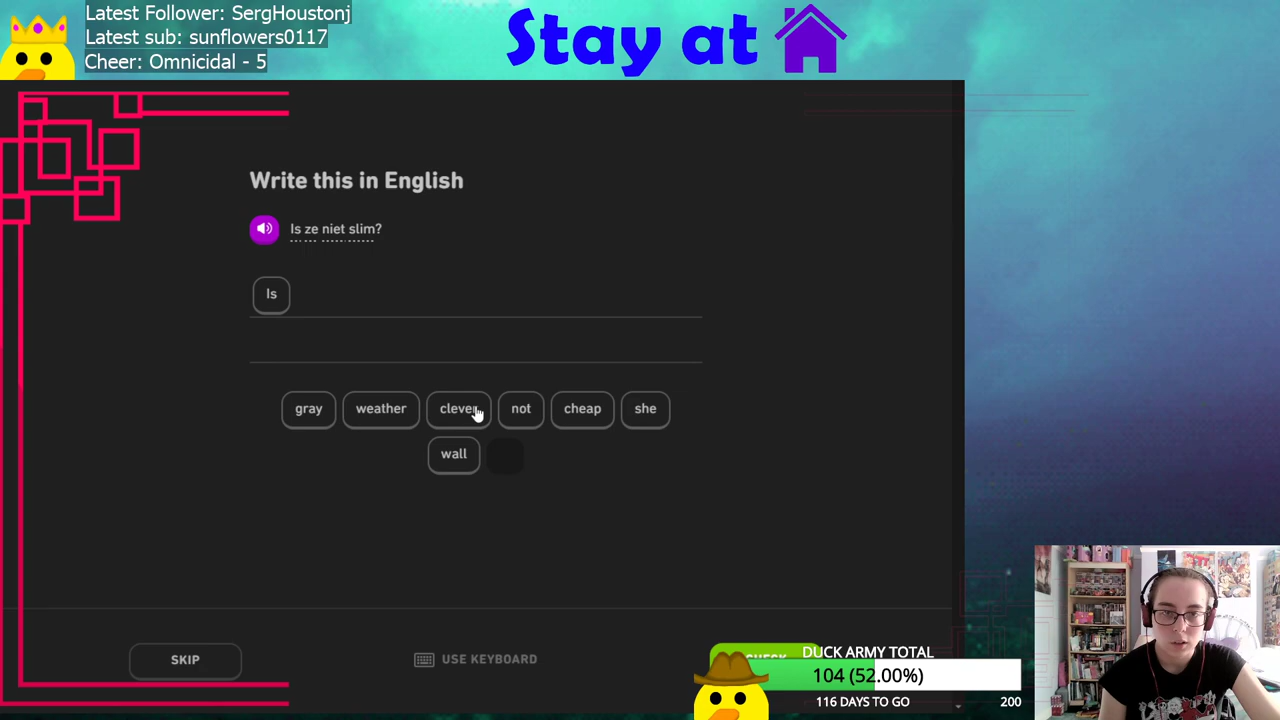 Latest Follower: SergHoustonj
Latest sub: sunflowers0117
Cheer: Omnicidal - 5
Stay at
Write this in English
Is ze niet slim?
Is
gray weather clever not cheap she
wall
SKIP
USE KEYBOARD
CHECK
DUCK ARMY TOTAL
104 (52.00%)
116 DAYS TO GO
200